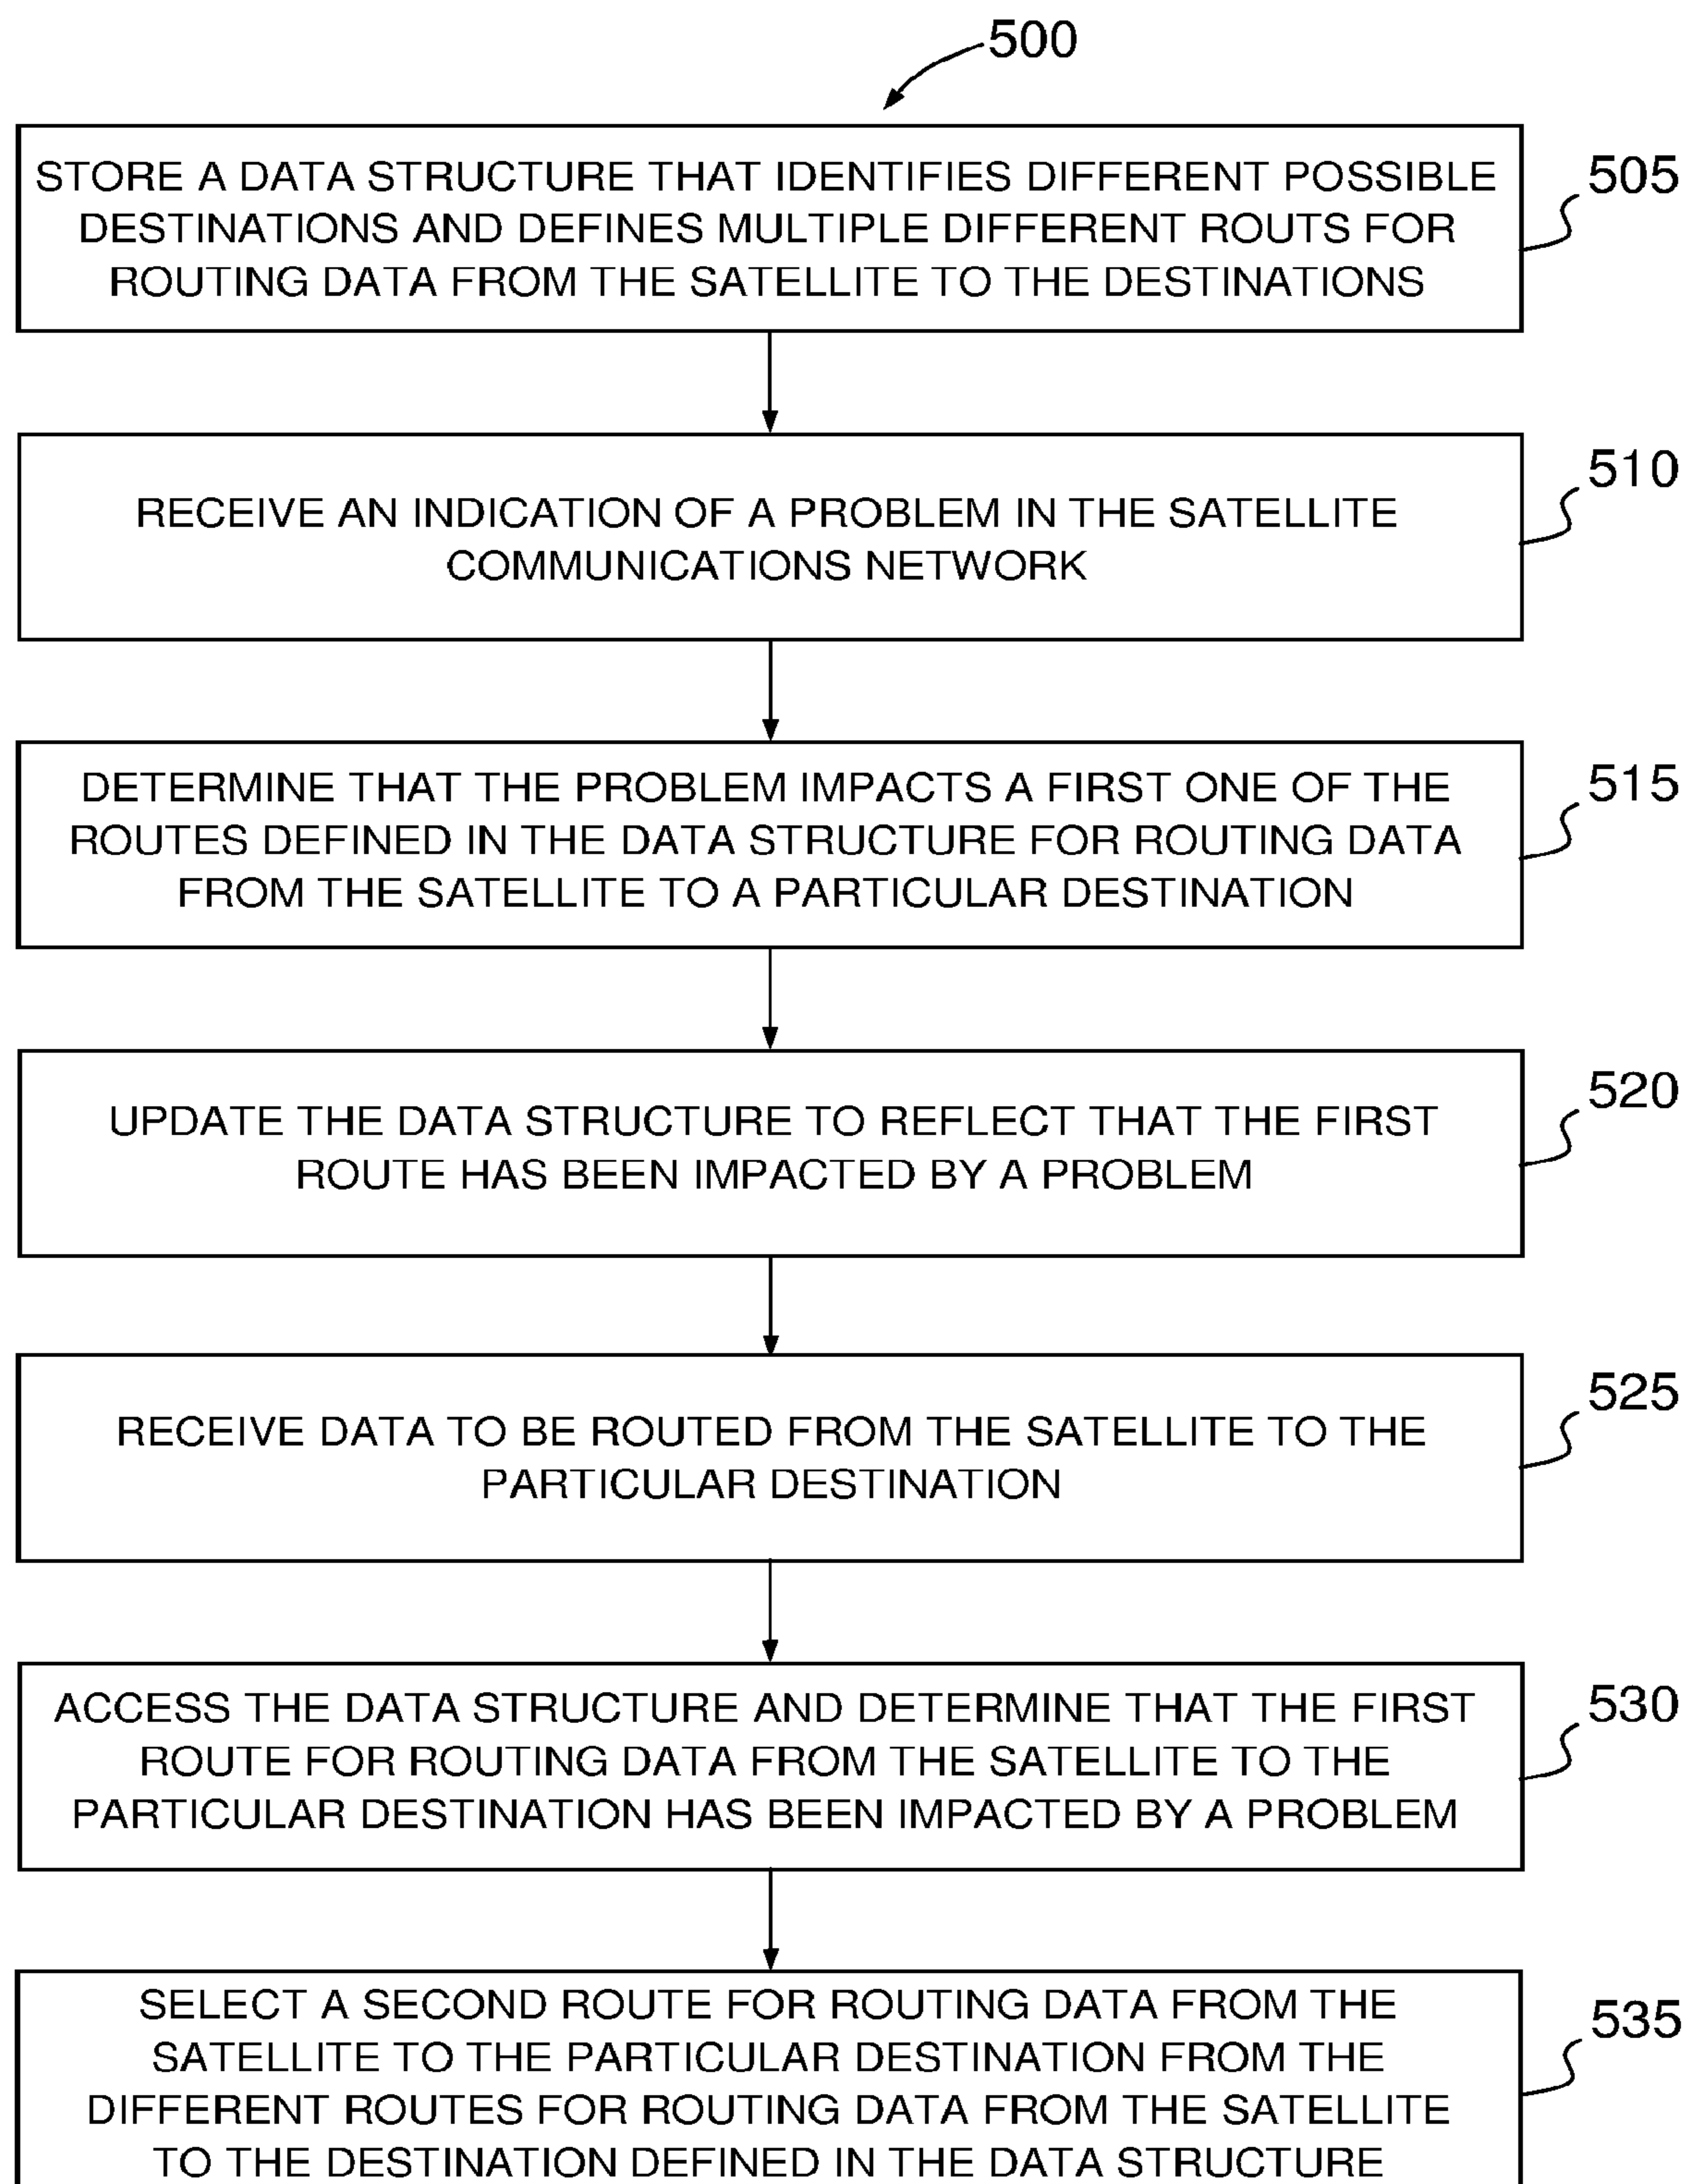 500
STORE A DATA STRUCTURE THAT IDENTIFIES DIFFERENT POSSIBLE
DESTINATIONS AND DEFINES MULTIPLE DIFFERENT ROUTS FOR
ROUTING DATA FROM THE SATELLITE TO THE DESTINATIONS
505
RECEIVE AN INDICATION OF A PROBLEM IN THE SATELLITE
COMMUNICATIONS NETWORK
510
DETERMINE THAT THE PROBLEM IMPACTS A FIRST ONE OF THE
ROUTES DEFINED IN THE DATA STRUCTURE FOR ROUTING DATA
FROM THE SATELLITE TO A PARTICULAR DESTINATION
515
UPDATE THE DATA STRUCTURE TO REFLECT THAT THE FIRST
ROUTE HAS BEEN IMPACTED BY A PROBLEM
520
RECEIVE DATA TO BE ROUTED FROM THE SATELLITE TO THE
PARTICULAR DESTINATION
525
ACCESS THE DATA STRUCTURE AND DETERMINE THAT THE FIRST
ROUTE FOR ROUTING DATA FROM THE SATELLITE TO THE
PARTICULAR DESTINATION HAS BEEN IMPACTED BY A PROBLEM
530
SELECT A SECOND ROUTE FOR ROUTING DATA FROM THE
SATELLITE TO THE PARTICULAR DESTINATION FROM THE
DIFFERENT ROUTES FOR ROUTING DATA FROM THE SATELLITE
TO THE DESTINATION DEFINED IN THE DATA STRUCTURE
535